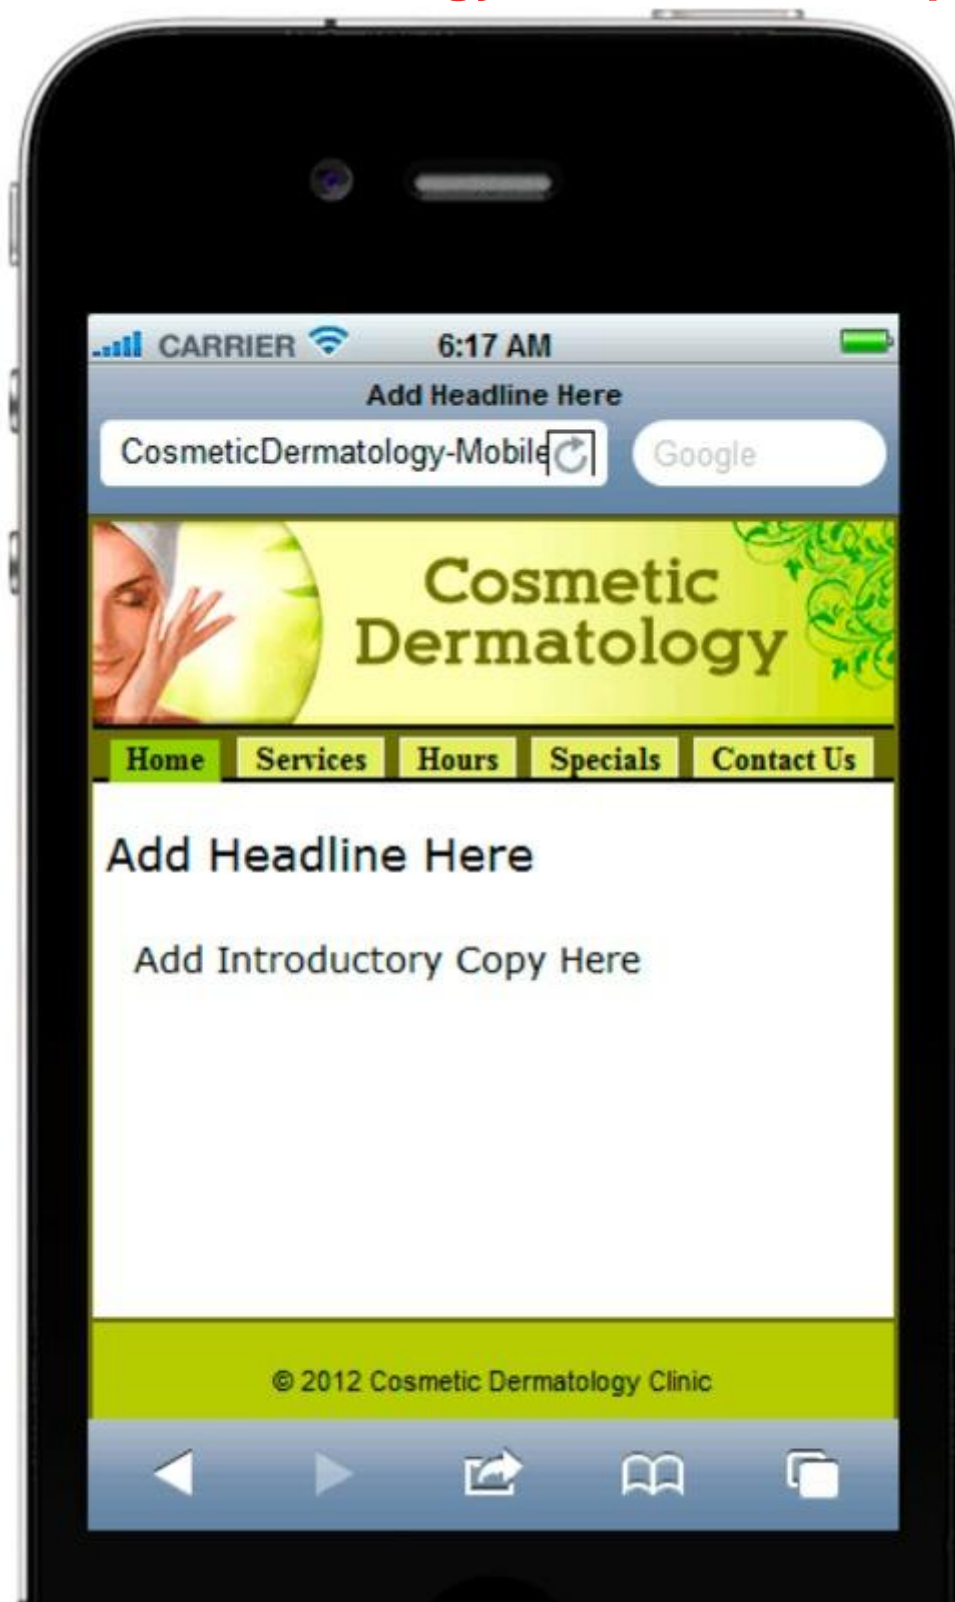 CARRIER 6:17 AM
Add Headline Here
CosmeticDermatology-Mobile Google
Cosmetic
Dermatology
Home Services Hours Specials Contact Us
Add Headline Here
Add Introductory Copy Here
© 2012 Cosmetic Dermatology Clinic